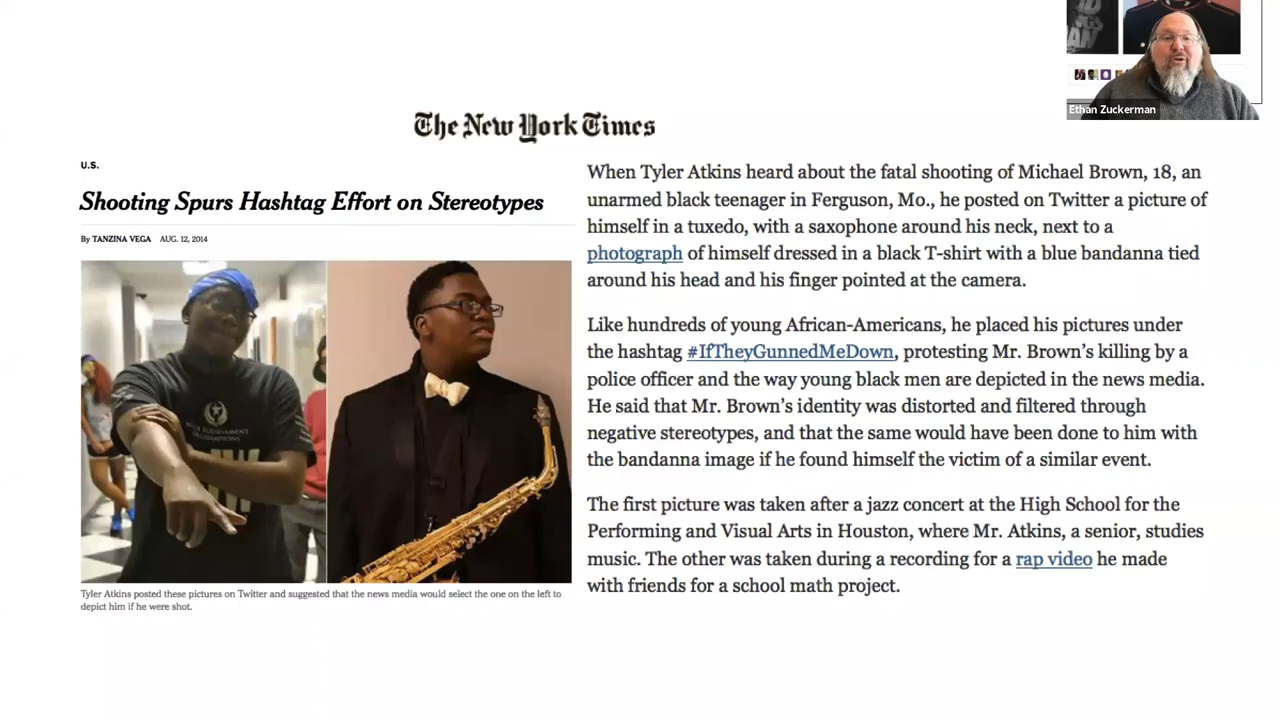 Ethan Zuckerman
The New York Times
U.S.
Shooting Spurs Hashtag Effort on Stereotypes
By TANZINA VEGA AUG. 12, 2014
Tyler Atkins posted these pictures on Twitter and suggested that the news media would select the one on the left to
depict him if he were shot.
When Tyler Atkins heard about the fatal shooting of Michael Brown, 18, an
unarmed black teenager in Ferguson, Mo., he posted on Twitter a picture of
himself in a tuxedo, with a saxophone around his neck, next to a
photograph of himself dressed in a black T-shirt with a blue bandanna tied
around his head and his finger pointed at the camera.
Like hundreds of young African-Americans, he placed his pictures under
the hashtag #IfTheyGunnedMeDown, protesting Mr. Brown's killing by a
police officer and the way young black men are depicted in the news media.
He said that Mr. Brown's identity was distorted and filtered through
negative stereotypes, and that the same would have been done to him with
the bandanna image if he found himself the victim of a similar event.
The first picture was taken after a jazz concert at the High School for the
Performing and Visual Arts in Houston, where Mr. Atkins, a senior, studies
music. The other was taken during a recording for a rap video he made
with friends for a school math project.